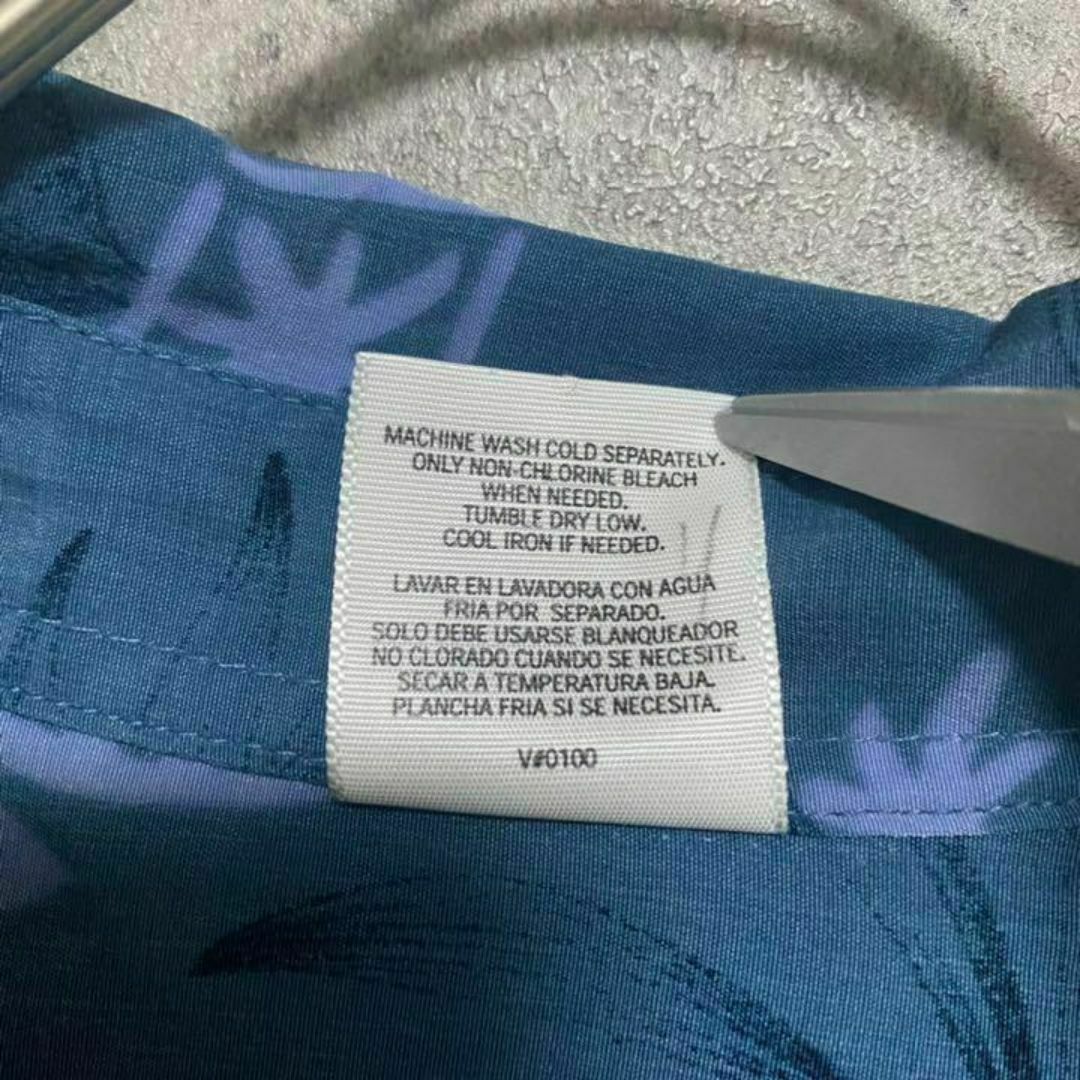 MACHINE WASH COLD SEPARATELY.
ONLY NON-CHLORINE BLEACH
WHEN NEEDED.
TUMBLE DRY LOW.
COOL IRON IF NEEDED.
LAVAR EN LAVADORA CON AGUA
FRIA POR SEPARADO.
SOLO DEBE USARSE BLANQUEADOR
NO CLORADO CUANDO SE NECESITE.
SECAR A TEMPERATURA BAJA.
PLANCHA FRIA SI SE NECESITA.
V#0100